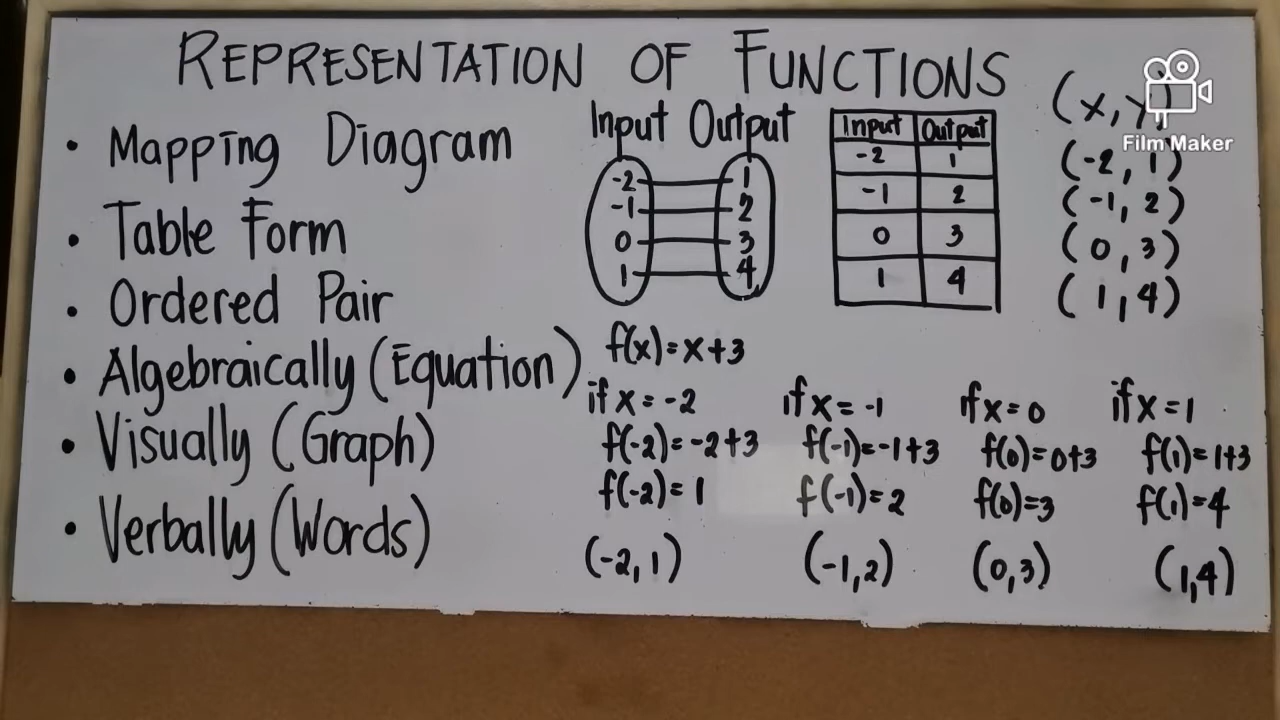 REPRESENTATION OF FUNCTIONS
• Mapping Diagram
• Table Form
• Ordered Pair
• Algebraically (Equation)
• Visually (Graph)
• Verbally (Words)
Input Output
-2 1
-1 2
0 3
1 4
Input Output
-2 1
-1 2
0 3
1 4
(x, y)
(-2, 1)
(-1, 2)
(0, 3)
(1, 4)
Film Maker
f(x)=x+3
if x = -2
f(-2)=-2+3
f(-2)=1
(-2, 1)
if x = -1
f(-1)=-1+3
f(-1)=2
(-1,2)
if x=0
f(0)=0+3
f(0)=3
(0,3)
if x=1
f(1)=1+3
f(1)=4
(1,4)